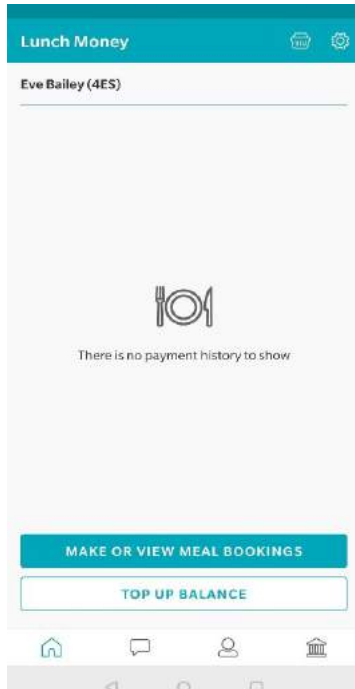 Lunch Money
Eve Bailey (4ES)
There is no payment history to show
MAKE OR VIEW MEAL BOOKINGS
TOP UP BALANCE